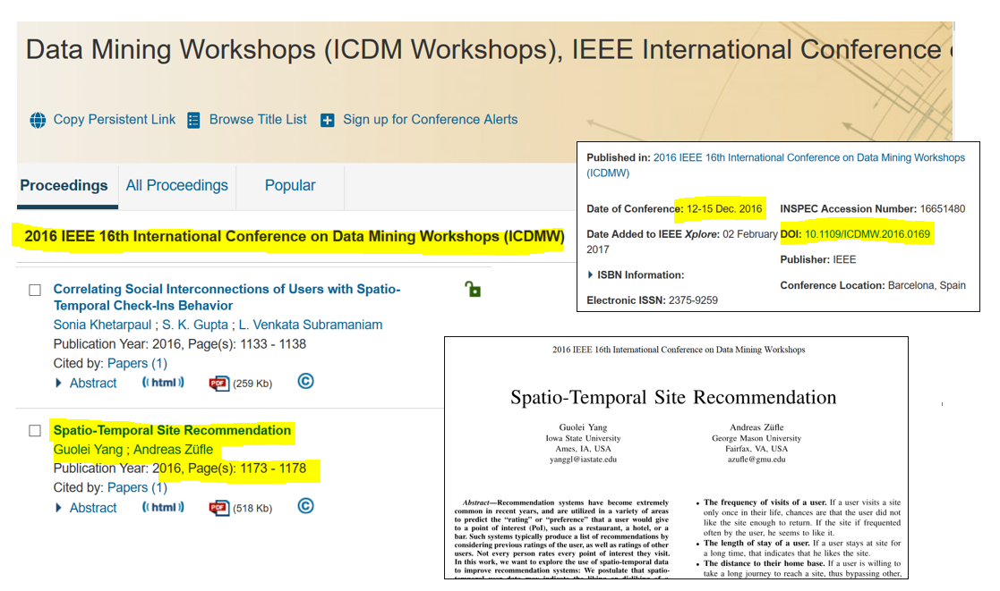 Data Mining Workshops (ICDM Workshops), IEEE International Conference
Copy Persistent Link Browse Title List Sign up for Conference Alerts
Proceedings All Proceedings Popular
2016 IEEE 16th International Conference on Data Mining Workshops (ICDMW)
Correlating Social Interconnections of Users with Spatio-
Temporal Check-Ins Behavior
Sonia Khetarpaul ; S. K. Gupta ; L. Venkata Subramaniam
Publication Year: 2016, Page(s): 1133 - 1138
Cited by: Papers (1)
Abstract ((html)) PDF (259 Kb) ©
Spatio-Temporal Site Recommendation
Guolei Yang ; Andreas Züfle
Publication Year: 2016, Page(s): 1173 - 1178
Cited by: Papers (1)
Abstract ((html)) PDF (518 Kb) ©
Published in: 2016 IEEE 16th International Conference on Data Mining Workshops
(ICDMW)
Date of Conference: 12-15 Dec. 2016
Date Added to IEEE Xplore: 02 February
2017
ISBN Information:
Electronic ISSN: 2375-9259
INSPEC Accession Number: 16651480
DOI: 10.1109/ICDMW.2016.0169
Publisher: IEEE
Conference Location: Barcelona, Spain
2016 IEEE 16th International Conference on Data Mining Workshops
Spatio-Temporal Site Recommendation
Guolei Yang
Iowa State University
Ames, IA, USA
yanggl@iastate.edu
Andreas Züfle
George Mason University
Fairfax, VA, USA
azufle@gmu.edu
Abstract—Recommendation systems have become extremely
common in recent years, and are utilized in a variety of areas
to predict the “rating” or “preference” that a user would give
to a point of interest (PoI), such as a restaurant, a hotel, or a
bar. Such systems typically produce a list of recommendations by
considering previous ratings of the user, as well as ratings of other
users. Not every person rates every point of interest they visit.
In this work, we want to explore the use of spatio-temporal data
to improve recommendation systems: We postulate that spatio-
temporal user data may indicate the liking or disliking of a
• The frequency of visits of a user. If a user visits a site
only once in their life, chances are that the user did not
like the site enough to return. If the site if frequented
often by the user, he seems to like it.
• The length of stay of a user. If a user stays at site for
a long time, that indicates that he likes the site.
• The distance to their home base. If a user is willing to
take a long journey to reach a site, thus bypassing other,